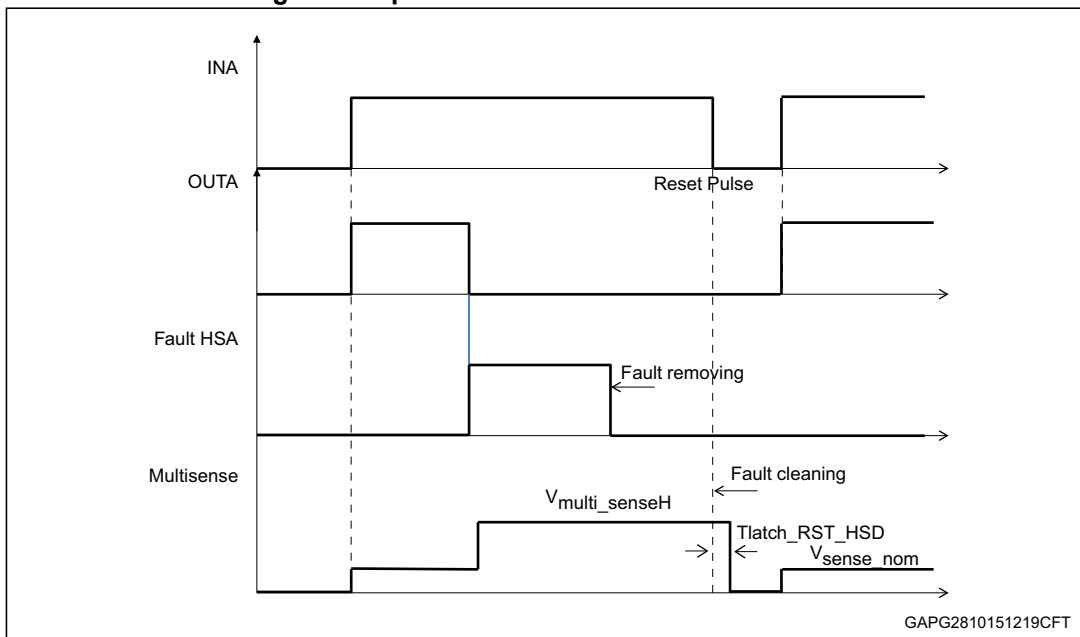 INA
OUTA
Reset Pulse
Fault HSA
Fault removing
Multisense
Fault cleaning
Vmulti_senseH
Tlatch_RST_HSD
Vsense_nom
GAPG2810151219CFT